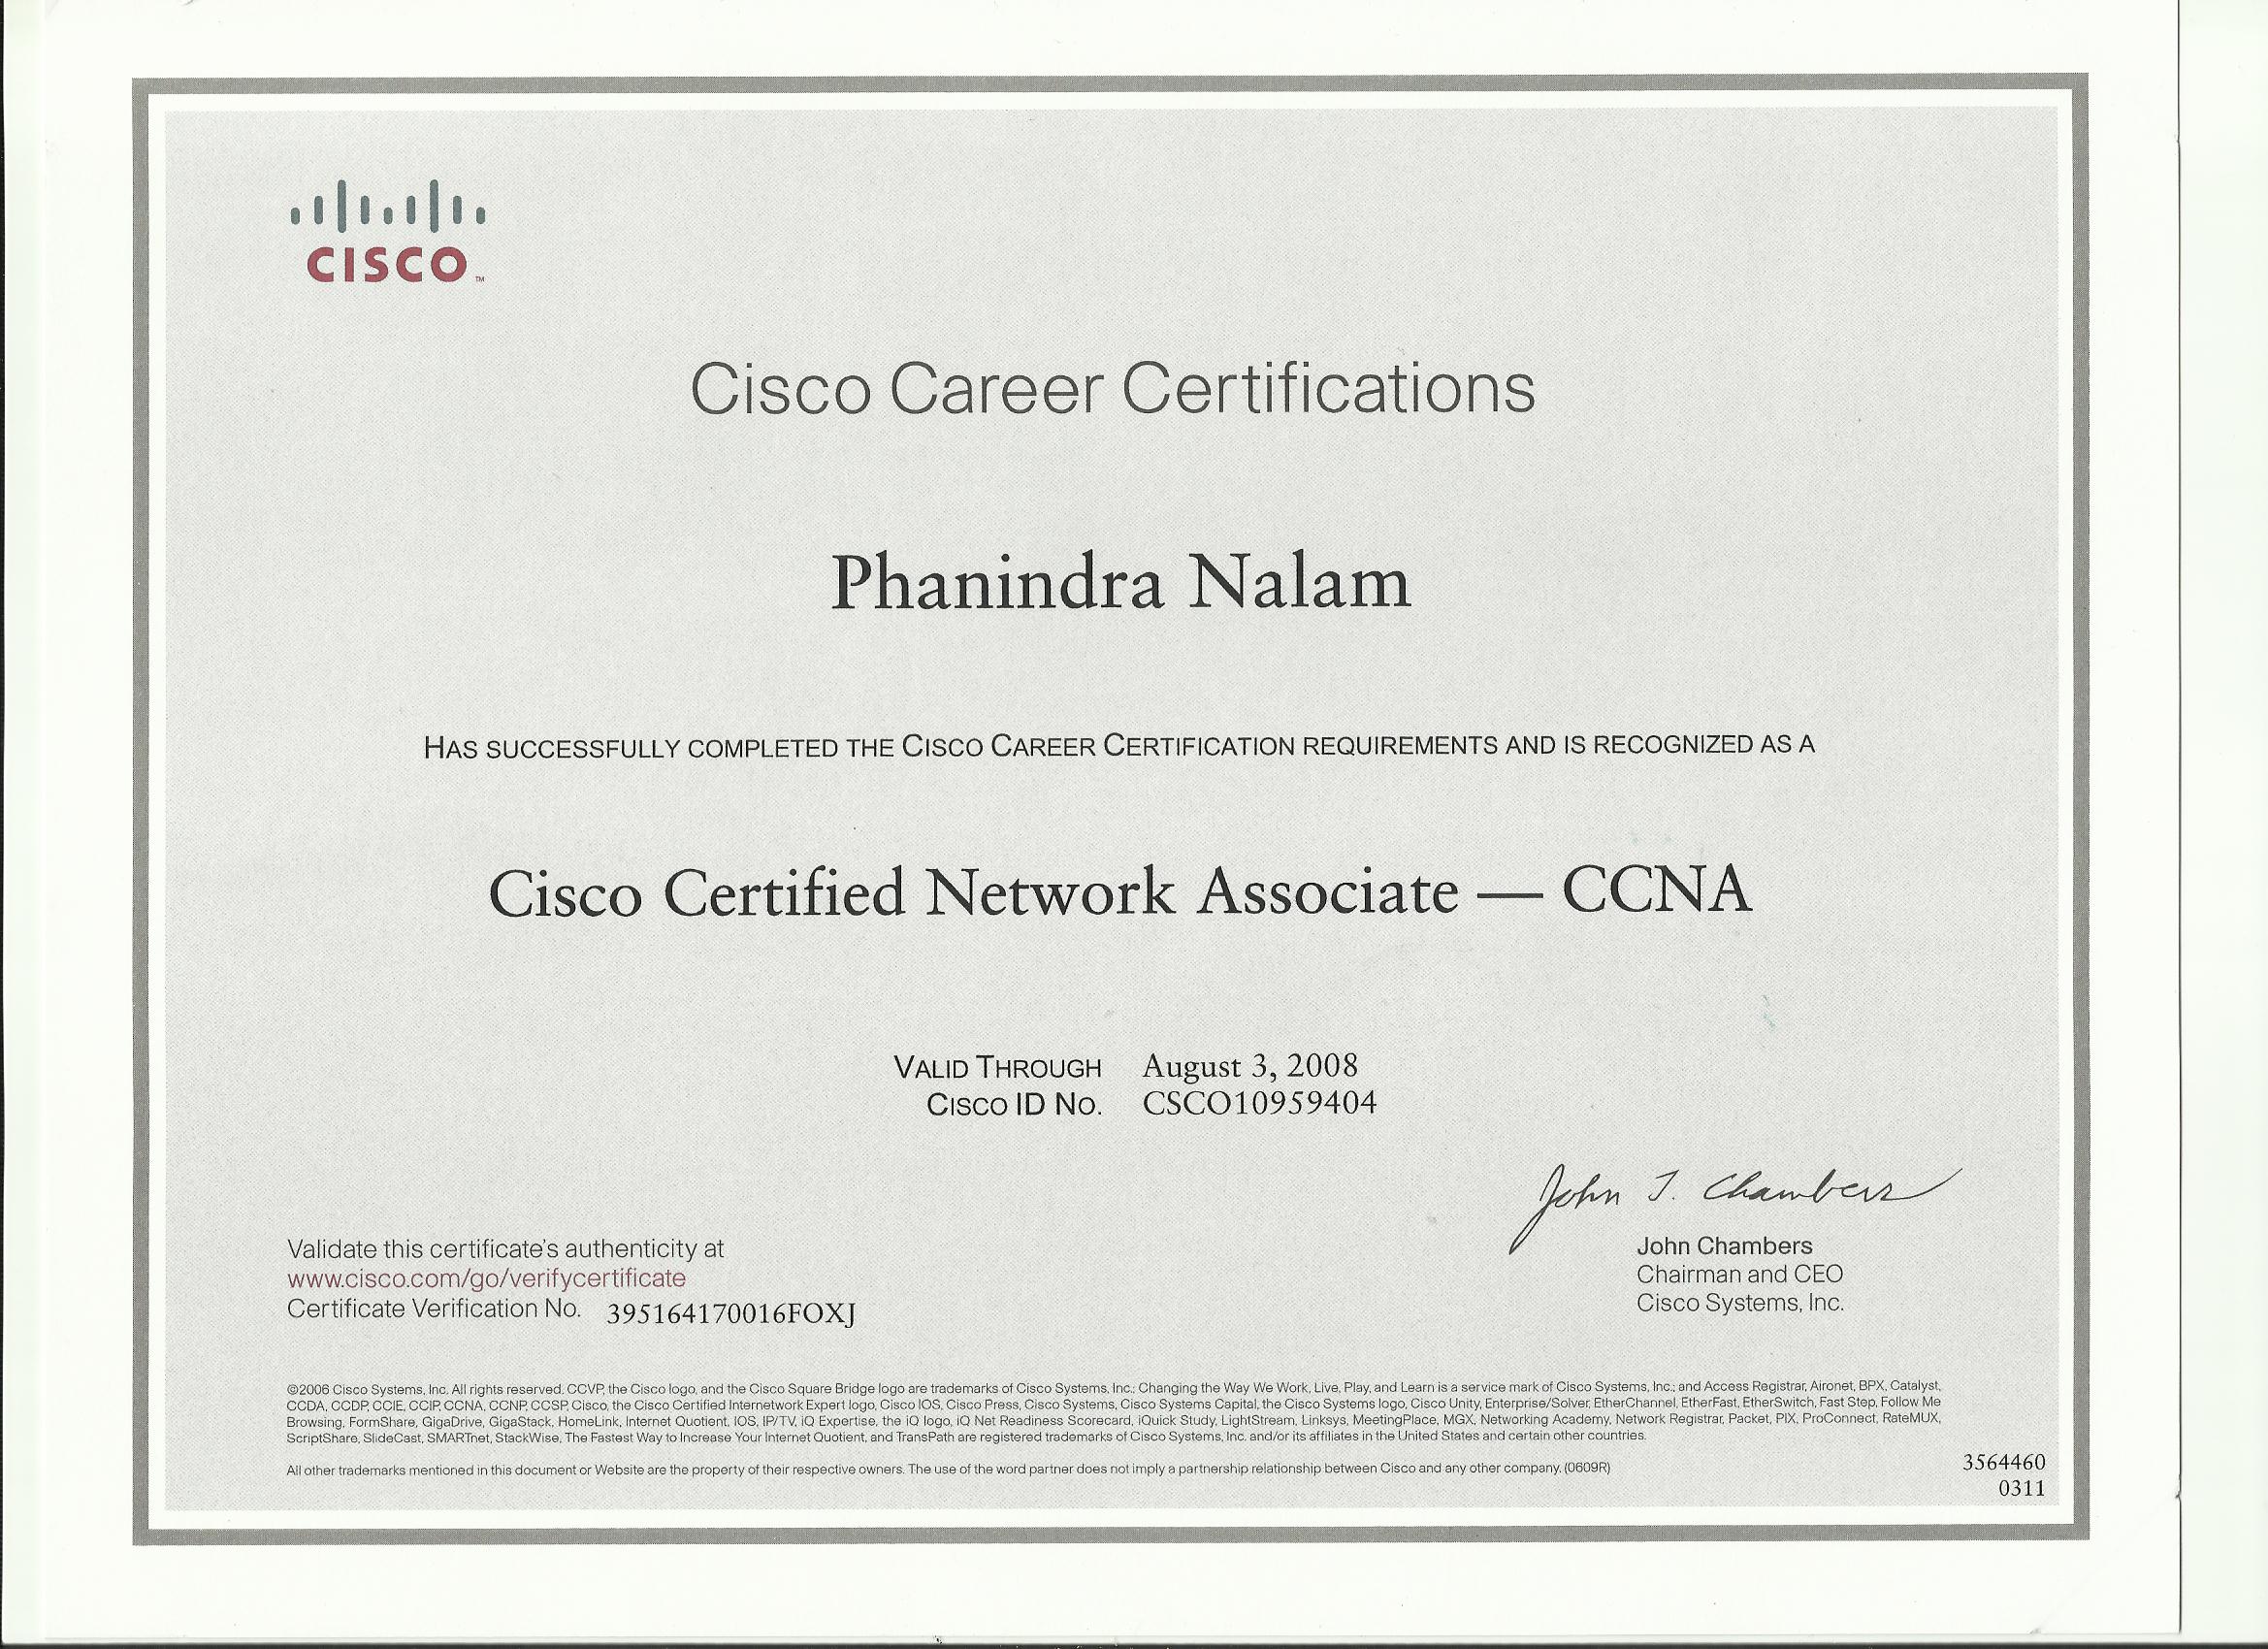 CISCO™
Cisco Career Certifications
Phanindra Nalam
HAS SUCCESSFULLY COMPLETED THE CISCO CAREER CERTIFICATION REQUIREMENTS AND IS RECOGNIZED AS A
Cisco Certified Network Associate — CCNA
VALID THROUGH August 3, 2008
CISCO ID NO. CSCO10959404
John T. Chambers
John Chambers
Chairman and CEO
Cisco Systems, Inc.
Validate this certificate's authenticity at
www.cisco.com/go/verifycertificate
Certificate Verification No. 395164170016FOXJ
©2006 Cisco Systems, Inc. All rights reserved. CCVP, the Cisco logo, and the Cisco Square Bridge logo are trademarks of Cisco Systems, Inc.; Changing the Way We Work, Live, Play, and Learn is a service mark of Cisco Systems, Inc.; and Access Registrar, Aironet, BPX, Catalyst,
CCDA, CCDP, CCIE, CCIP, CCNA, CCNP, CCSP, Cisco, the Cisco Certified Internetwork Expert logo, Cisco IOS, Cisco Press, Cisco Systems, Cisco Systems Capital, the Cisco Systems logo, Cisco Unity, Enterprise/Solver, EtherChannel, EtherFast, EtherSwitch, Fast Step, Follow Me
Browsing, FormShare, GigaDrive, GigaStack, HomeLink, Internet Quotient, IOS, IP/TV, iQ Expertise, the iQ logo, iQ Net Readiness Scorecard, iQuick Study, LightStream, Linksys, MeetingPlace, MGX, Networking Academy, Network Registrar, Packet, PIX, ProConnect, RateMUX,
ScriptShare, SlideCast, SMARTnet, StackWise, The Fastest Way to Increase Your Internet Quotient, and TransPath are registered trademarks of Cisco Systems, Inc. and/or its affiliates in the United States and certain other countries.
All other trademarks mentioned in this document or Website are the property of their respective owners. The use of the word partner does not imply a partnership relationship between Cisco and any other company. (0609R)
3564460
0311